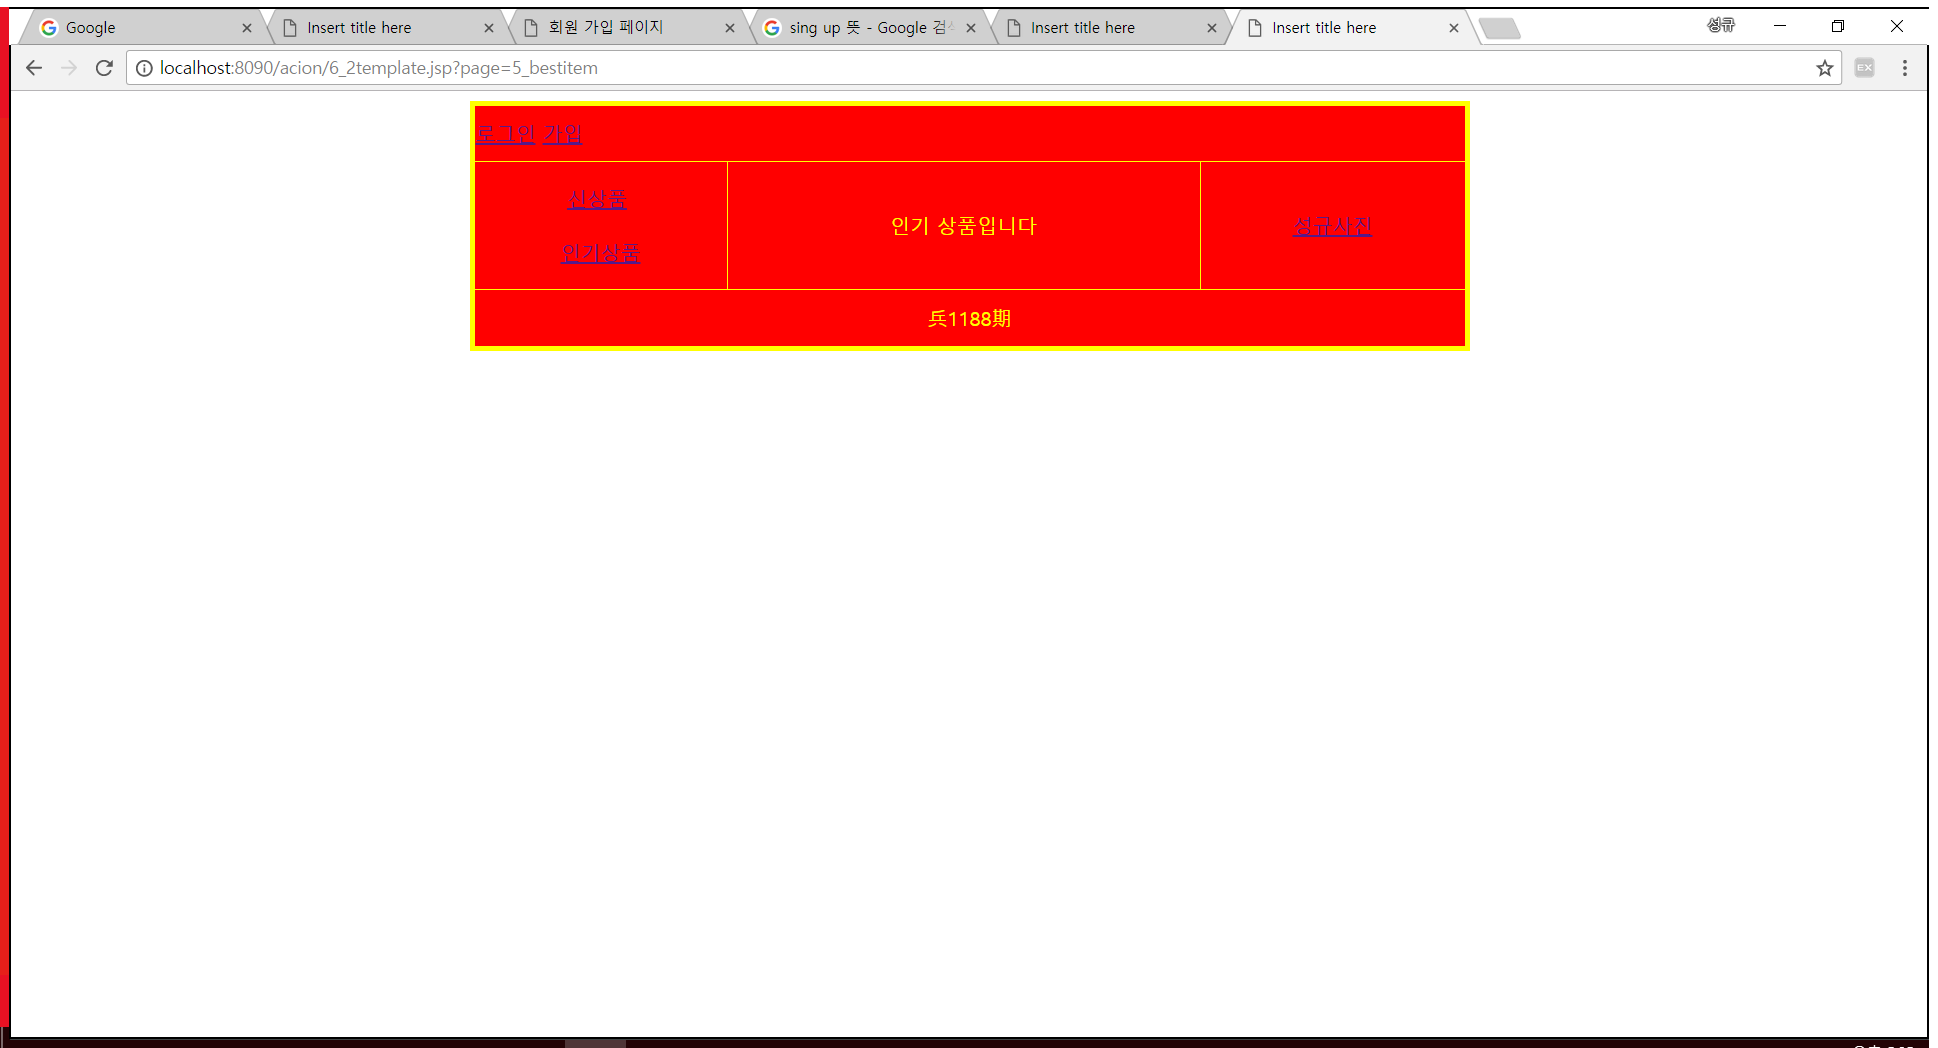 Google
Insert title here
회원 가입 페이지
sing up 뜻 - Google 검
Insert title here
Insert title here
성규
localhost:8090/acion/6_2template.jsp?page=5_bestitem
EX
로그인 가입
신상품
인기상품
인기 상품입니다
성규사진
兵1188期